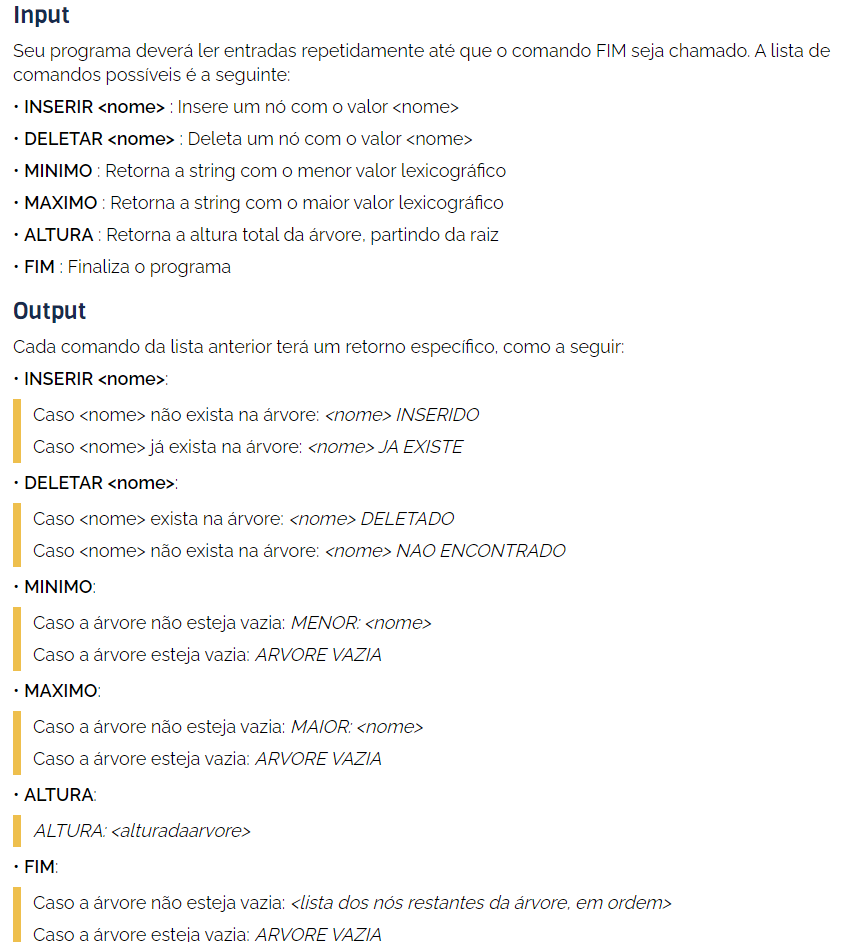 Input
Seu programa deverá ler entradas repetidamente até que o comando FIM seja chamado. A lista de
comandos possíveis é a seguinte:
• INSERIR <nome> : Insere um nó com o valor <nome>
• DELETAR <nome> : Deleta um nó com o valor <nome>
• MINIMO : Retorna a string com o menor valor lexicográfico
• MAXIMO : Retorna a string com o maior valor lexicográfico
• ALTURA : Retorna a altura total da árvore, partindo da raiz
• FIM : Finaliza o programa
Output
Cada comando da lista anterior terá um retorno específico, como a seguir:
• INSERIR <nome>:
Caso <nome> não exista na árvore: <nome> INSERIDO
Caso <nome> já exista na árvore: <nome> JA EXISTE
• DELETAR <nome>:
Caso <nome> exista na árvore: <nome> DELETADO
Caso <nome> não exista na árvore: <nome> NAO ENCONTRADO
• MINIMO:
Caso a árvore não esteja vazia: MENOR: <nome>
Caso a árvore esteja vazia: ARVORE VAZIA
• MAXIMO:
Caso a árvore não esteja vazia: MAIOR: <nome>
Caso a árvore esteja vazia: ARVORE VAZIA
• ALTURA:
ALTURA: <alturadaarvore>
• FIM:
Caso a árvore não esteja vazia: <lista dos nós restantes da árvore, em ordem>
Caso a árvore esteja vazia: ARVORE VAZIA